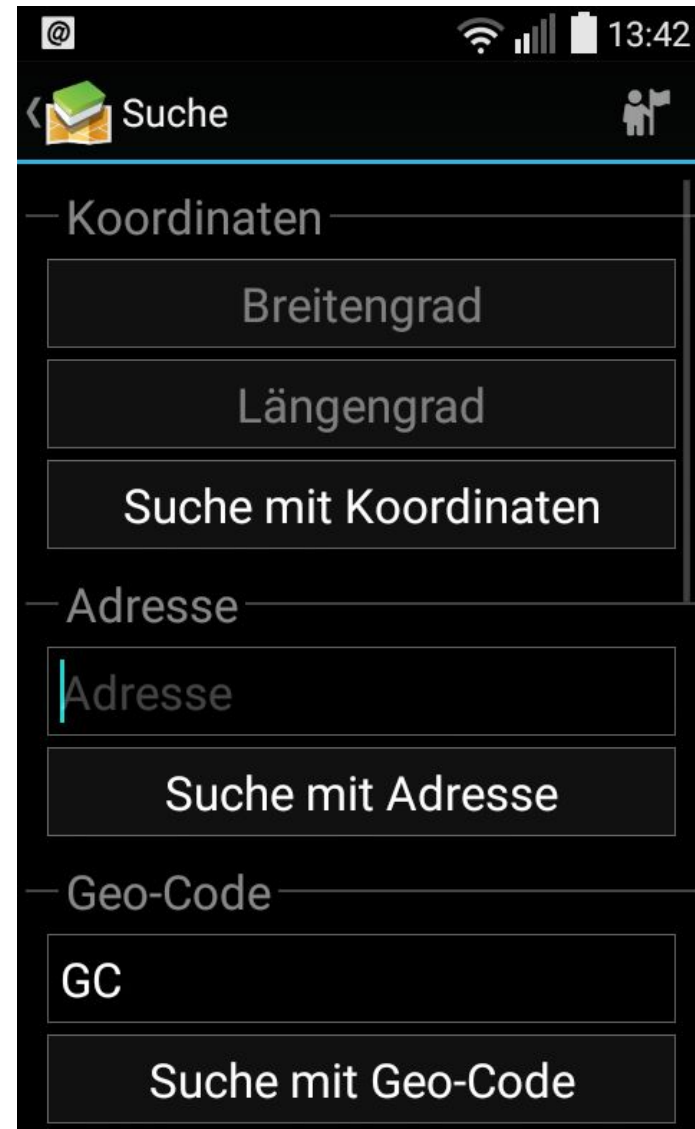 @ 13:42
Suche
Koordinaten
Breitengrad
Längengrad
Suche mit Koordinaten
Adresse
Adresse
Suche mit Adresse
Geo-Code
GC
Suche mit Geo-Code